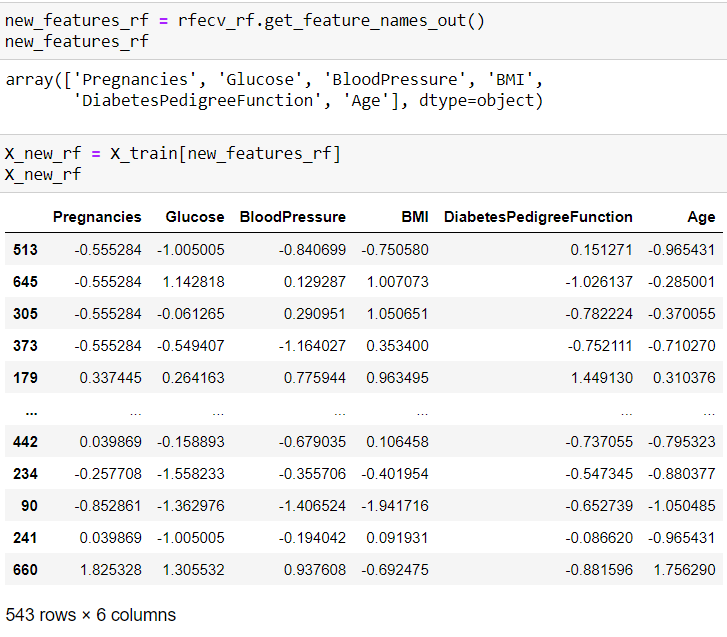 new_features_rf = rfecv_rf.get_feature_names_out()
new_features_rf
array(['Pregnancies', 'Glucose', 'BloodPressure', 'BMI',
'DiabetesPedigreeFunction', 'Age'], dtype=object)
X_new_rf = X_train[new_features_rf]
X_new_rf
Pregnancies Glucose BloodPressure BMI DiabetesPedigreeFunction Age
513 -0.555284 -1.005005 -0.840699 -0.750580 0.151271 -0.965431
645 -0.555284 1.142818 0.129287 1.007073 -1.026137 -0.285001
305 -0.555284 -0.061265 0.290951 1.050651 -0.782224 -0.370055
373 -0.555284 -0.549407 -1.164027 0.353400 -0.752111 -0.710270
179 0.337445 0.264163 0.775944 0.963495 1.449130 0.310376
... ... ... ... ... ... ...
442 0.039869 -0.158893 -0.679035 0.106458 -0.737055 -0.795323
234 -0.257708 -1.558233 -0.355706 -0.401954 -0.547345 -0.880377
90 -0.852861 -1.362976 -1.406524 -1.941716 -0.652739 -1.050485
241 0.039869 -1.005005 -0.194042 0.091931 -0.086620 -0.965431
660 1.825328 1.305532 0.937608 -0.692475 -0.881596 1.756290
543 rows × 6 columns